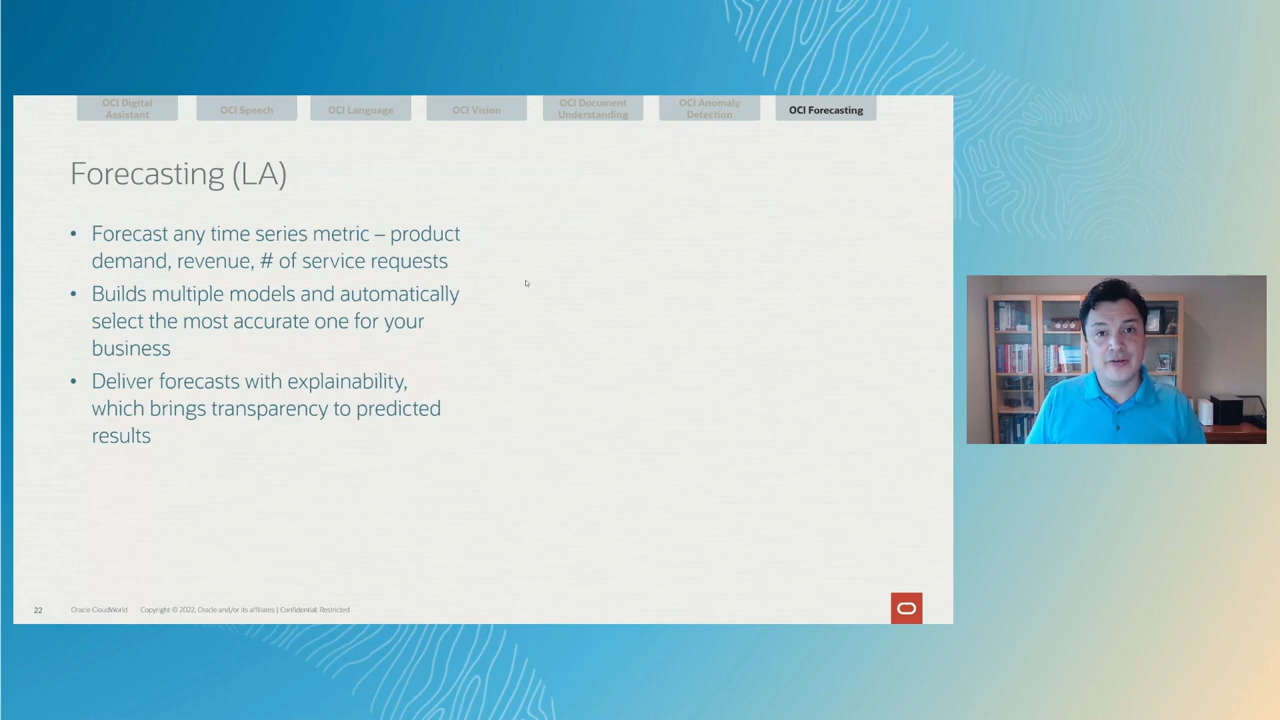 OCI Digital
Assistant
OCI Speech
OCI Language
OCI Vision
OCI Document
Understanding
OCI Anomaly
Detection
OCI Forecasting
Forecasting (LA)
• Forecast any time series metric – product
demand, revenue, # of service requests
• Builds multiple models and automatically
select the most accurate one for your
business
• Deliver forecasts with explainability,
which brings transparency to predicted
results
22
Oracle CloudWorld
Copyright © 2022, Oracle and/or its affiliates | Confidential: Restricted